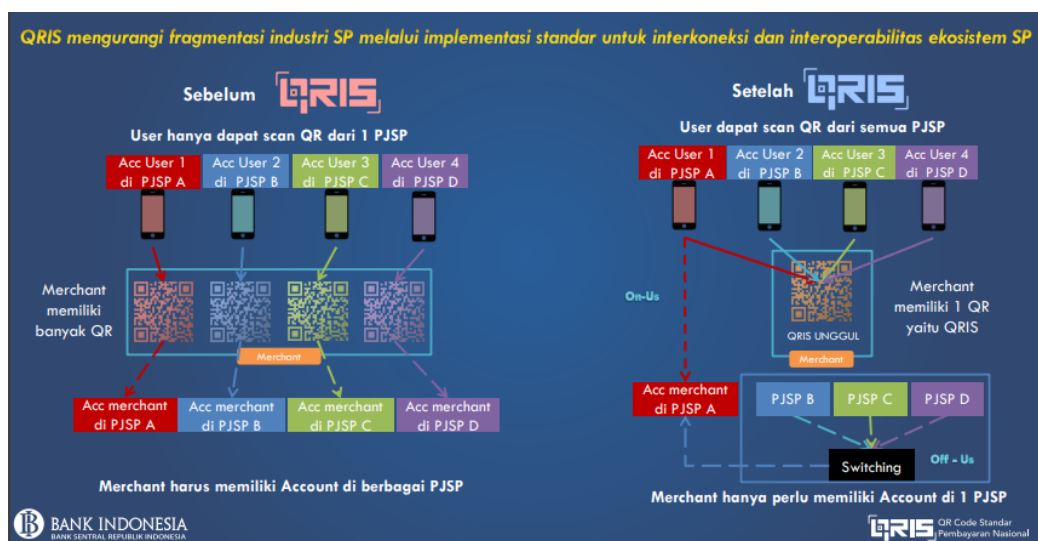 QRIS mengurangi fragmentasi industri SP melalui implementasi standar untuk interkoneksi dan interoperabilitas ekosistem SP
Sebelum QRIS
User hanya dapat scan QR dari 1 PJSP
Acc User 1
di PJSP A
Acc User 2
di PJSP B
Acc User 3
di PJSP C
Acc User 4
di PJSP D
Merchant
memiliki
banyak QR
Merchant
Acc merchant
di PJSP A
Acc merchant
di PJSP B
Acc merchant
di PJSP C
Acc merchant
di PJSP D
Merchant harus memiliki Account di berbagai PJSP
Setelah QRIS
User dapat scan QR dari semua PJSP
Acc User 1
di PJSP A
Acc User 2
di PJSP B
Acc User 3
di PJSP C
Acc User 4
di PJSP D
On-Us
QRIS UNGGUL
Merchant
Merchant
memiliki 1 QR
yaitu QRIS
Acc merchant
di PJSP A
PJSP B
PJSP C
PJSP D
Switching
Off - Us
Merchant hanya perlu memiliki Account di 1 PJSP
BANK INDONESIA
BANK SENTRAL REPUBLIK INDONESIA
QRIS
QR Code Standar
Pembayaran Nasional